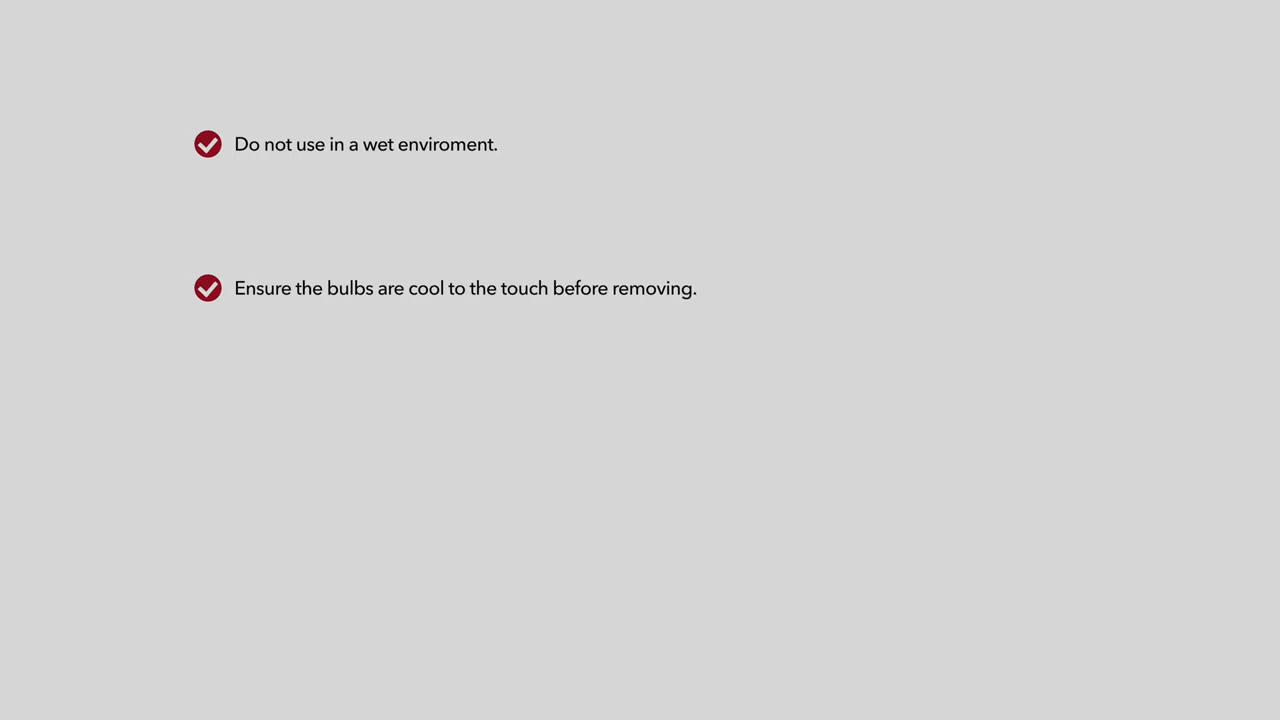 Do not use in a wet enviroment.
Ensure the bulbs are cool to the touch before removing.